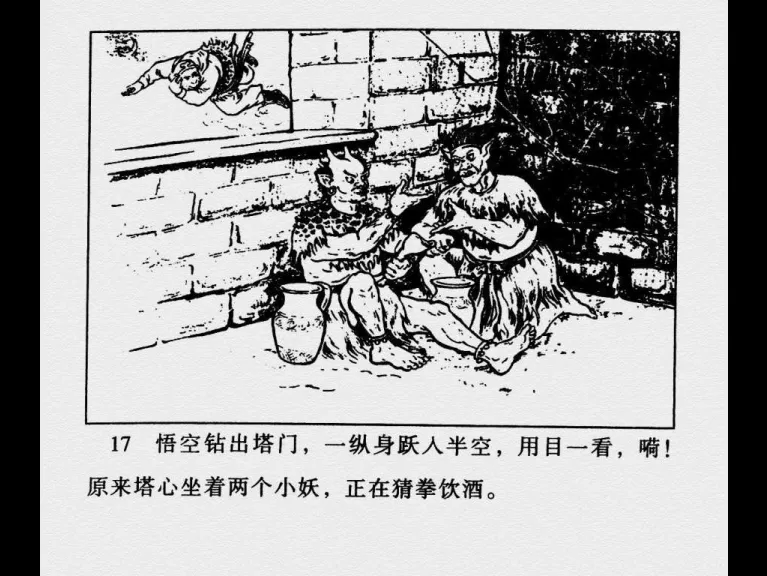 17 悟空钻出塔门，一纵身跃入半空，用目一看，嗬！
原来塔心坐着两个小妖，正在猜拳饮酒。